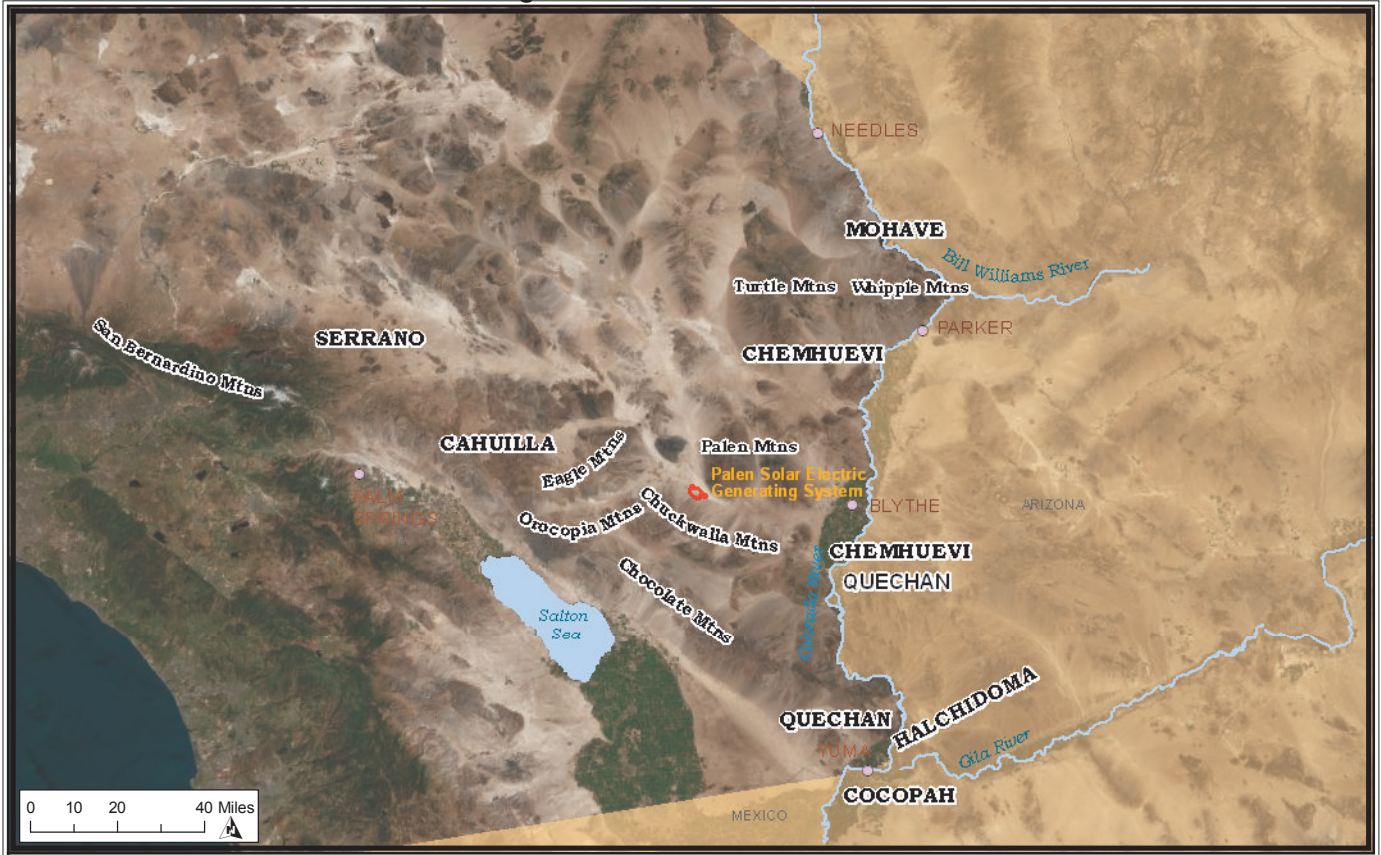 NEEDLES
MOHAVE
Bill Williams River
Turtle Mtns
Whipple Mtns
PARKER
San Bernardino Mtns
SERRANO
CHEMHUEVI
CAHUILLA
Eagle Mtns
Palen Mtns
Palen Solar Electric
Generating System
PALM
SPRINGS
Orocopia Mtns
Chuckwalla Mtns
BLYTHE
ARIZONA
CHEMHUEVI
QUECHAN
Colorado River
Chocolate Mtns
Salton
Sea
QUECHAN
HALCHIDOMA
YUMA
Gila River
COCOPAH
MEXICO
0 10 20 40 Miles
N